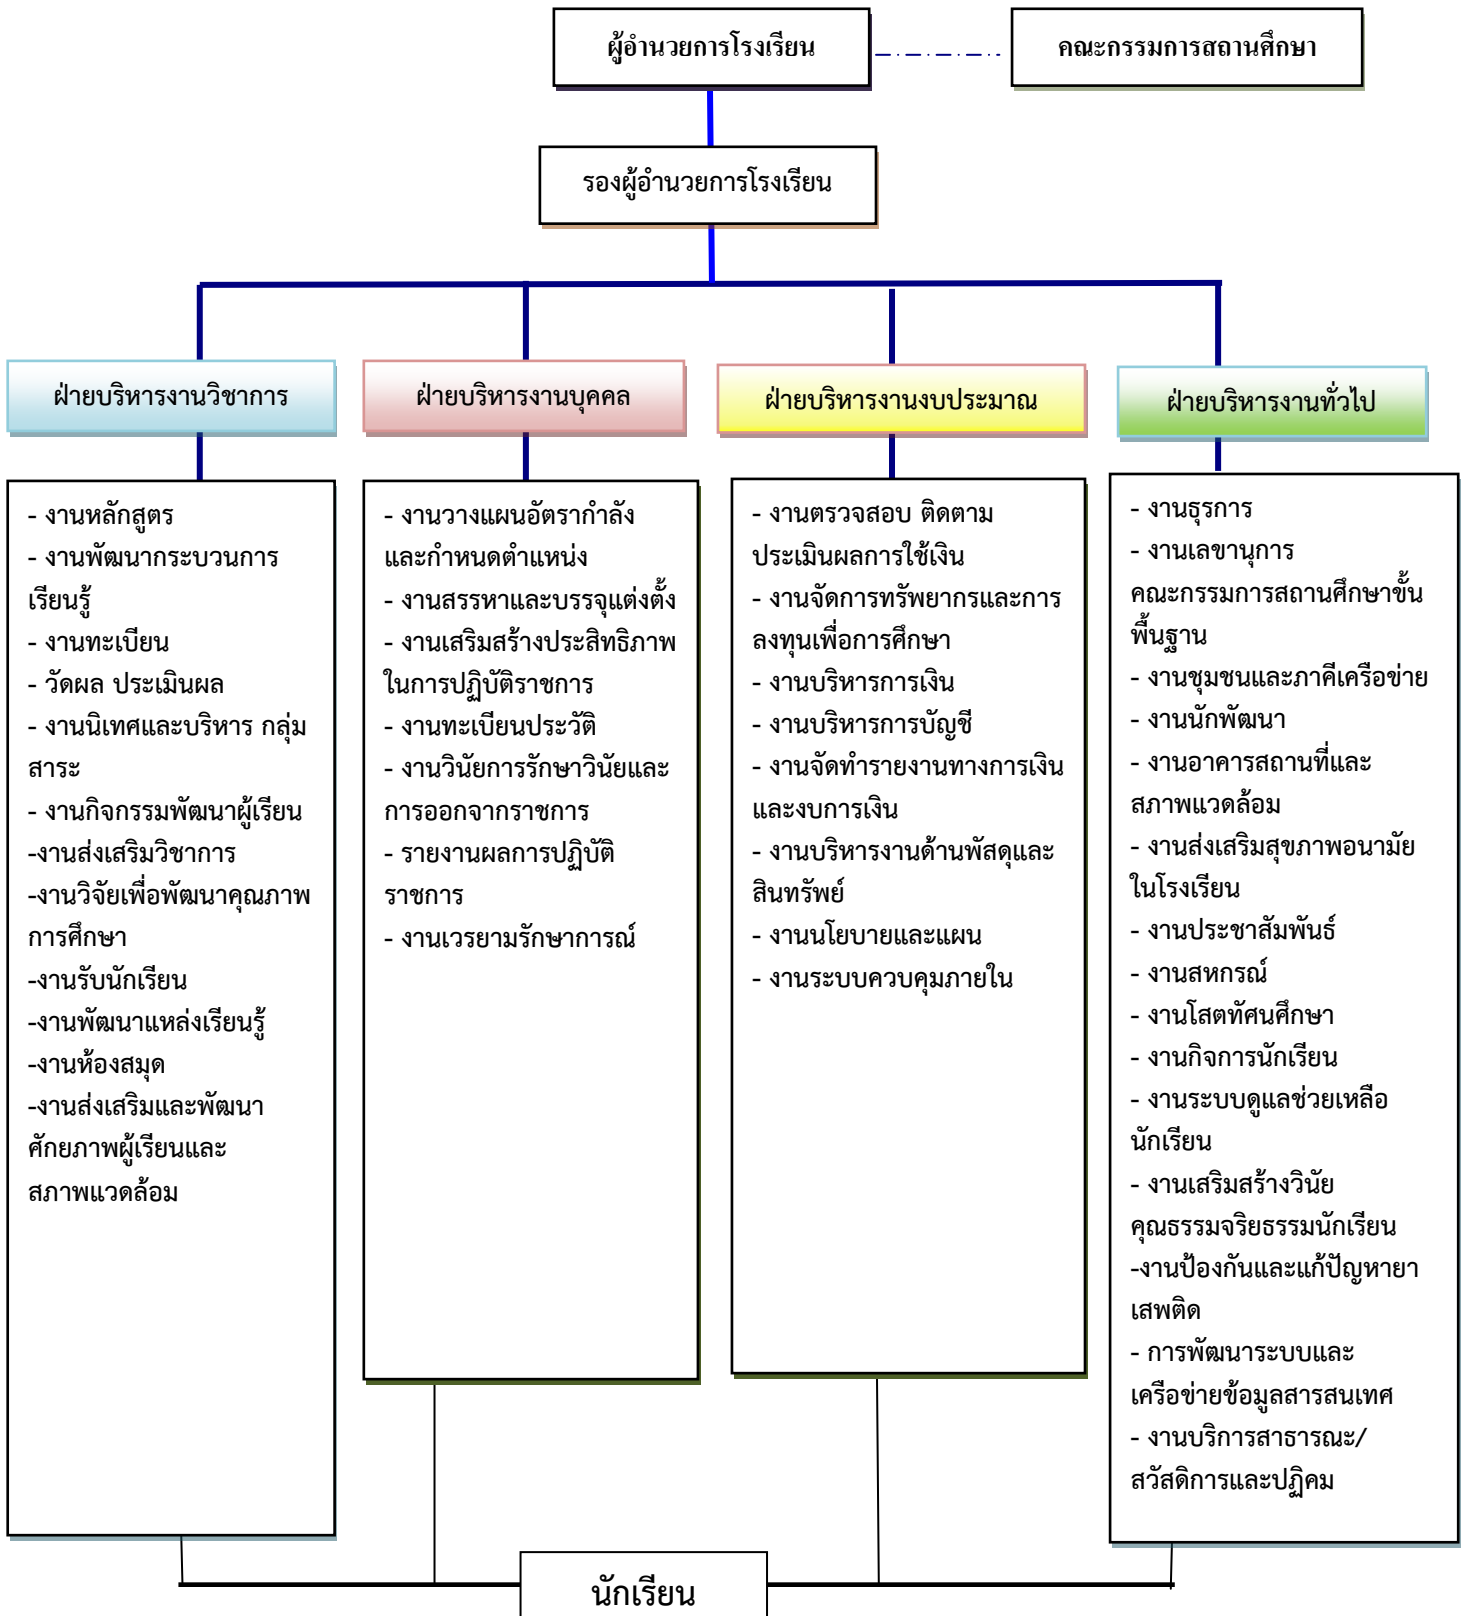 ผู้อำนวยการโรงเรียน
คณะกรรมการสถานศึกษา
รองผู้อำนวยการโรงเรียน
ฝ่ายบริหารงานวิชาการ
ฝ่ายบริหารงานบุคคล
ฝ่ายบริหารงานงบประมาณ
ฝ่ายบริหารงานทั่วไป
- งานหลักสูตร
- งานพัฒนากระบวนการ
เรียนรู้
- งานทะเบียน
- วัดผล ประเมินผล
- งานนิเทศและบริหาร กลุ่ม
สาระ
- งานกิจกรรมพัฒนาผู้เรียน
-งานส่งเสริมวิชาการ
-งานวิจัยเพื่อพัฒนาคุณภาพ
การศึกษา
-งานรับนักเรียน
-งานพัฒนาแหล่งเรียนรู้
-งานห้องสมุด
-งานส่งเสริมและพัฒนา
ศักยภาพผู้เรียนและ
สภาพแวดล้อม
- งานวางแผนอัตรากำลัง
และกำหนดตำแหน่ง
- งานสรรหาและบรรจุแต่งตั้ง
- งานเสริมสร้างประสิทธิภาพ
ในการปฏิบัติราชการ
- งานทะเบียนประวัติ
- งานวินัยการรักษาวินัยและ
การออกจากราชการ
- รายงานผลการปฏิบัติ
ราชการ
- งานเวรยามรักษาการณ์
- งานตรวจสอบ ติดตาม
ประเมินผลการใช้เงิน
- งานจัดการทรัพยากรและการ
ลงทุนเพื่อการศึกษา
- งานบริหารการเงิน
- งานบริหารการบัญชี
- งานจัดทำรายงานทางการเงิน
และงบการเงิน
- งานบริหารงานด้านพัสดุและ
สินทรัพย์
- งานนโยบายและแผน
- งานระบบควบคุมภายใน
- งานธุรการ
- งานเลขานุการ
คณะกรรมการสถานศึกษาขั้น
พื้นฐาน
- งานชุมชนและภาคีเครือข่าย
- งานนักพัฒนา
- งานอาคารสถานที่และ
สภาพแวดล้อม
- งานส่งเสริมสุขภาพอนามัย
ในโรงเรียน
- งานประชาสัมพันธ์
- งานสหกรณ์
- งานโสตทัศนศึกษา
- งานกิจการนักเรียน
- งานระบบดูแลช่วยเหลือ
นักเรียน
- งานเสริมสร้างวินัย
คุณธรรมจริยธรรมนักเรียน
-งานป้องกันและแก้ปัญหายา
เสพติด
- การพัฒนาระบบและ
เครือข่ายข้อมูลสารสนเทศ
- งานบริการสาธารณะ/
สวัสดิการและปฏิคม
นักเรียน